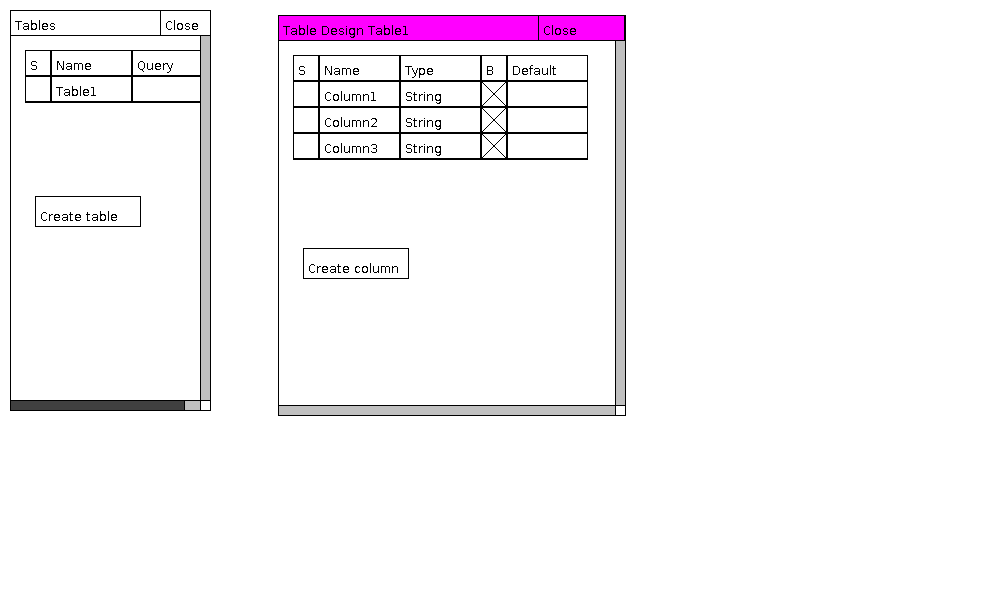 Tables Close
S Name Query
Table1
Create table
Table Design Table1 Close
S Name Type B Default
Column1 String
Column2 String
Column3 String
Create column